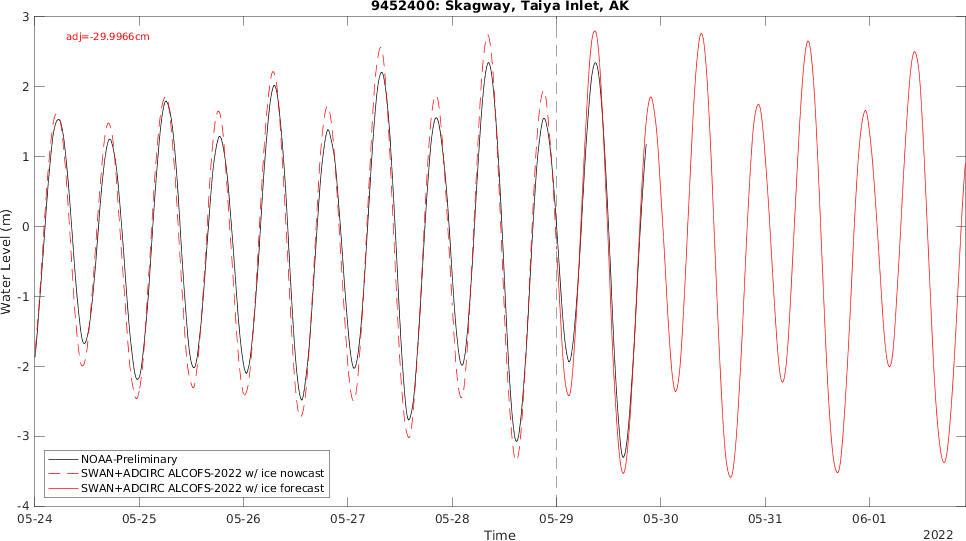 9452400: Skagway, Taiya Inlet, AK
adj=-29.9966cm
3
2
1
0
-1
-2
-3
-4
Water Level (m)
NOAA-Preliminary
SWAN+ADCIRC ALCOFS-2022 w/ ice nowcast
SWAN+ADCIRC ALCOFS-2022 w/ ice forecast
05-24 05-25 05-26 05-27 05-28 05-29 05-30 05-31 06-01
Time
2022